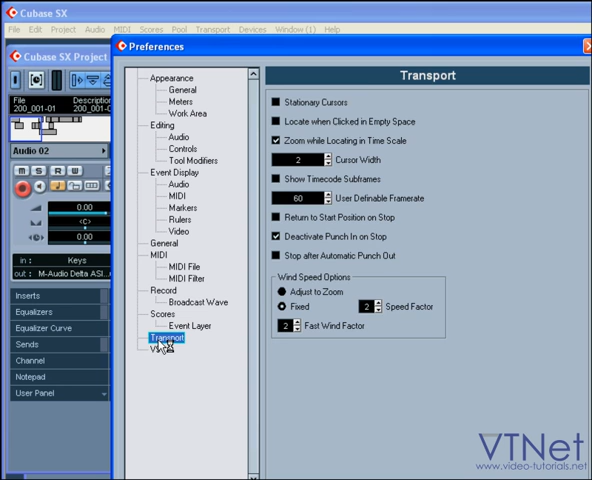 Cubase SX
File Edit Project Audio MIDI Scores Pool Transport Devices Window (1) Help
Cubase SX Project
File
Description
200_001-01
200_001
Audio 02
M S R W
0.00
<C>
0.00
in : Keys
out : M-Audio Delta ASI...
Inserts
Equalizers
Equalizer Curve
Sends
Channel
Notepad
User Panel
Preferences
Appearance
General
Meters
Work Area
Editing
Audio
Controls
Tool Modifiers
Event Display
Audio
MIDI
Markers
Rulers
Video
General
MIDI
MIDI File
MIDI Filter
Record
Broadcast Wave
Scores
Event Layer
Transport
Transport
Stationary Cursors
Locate when Clicked in Empty Space
Zoom while Locating in Time Scale
2 Cursor Width
Show Timecode Subframes
60 User Definable Framerate
Return to Start Position on Stop
Deactivate Punch In on Stop
Stop after Automatic Punch Out
Wind Speed Options
Adjust to Zoom
Fixed 2 Speed Factor
2 Fast Wind Factor
VTNet
www.video-tutorials.net